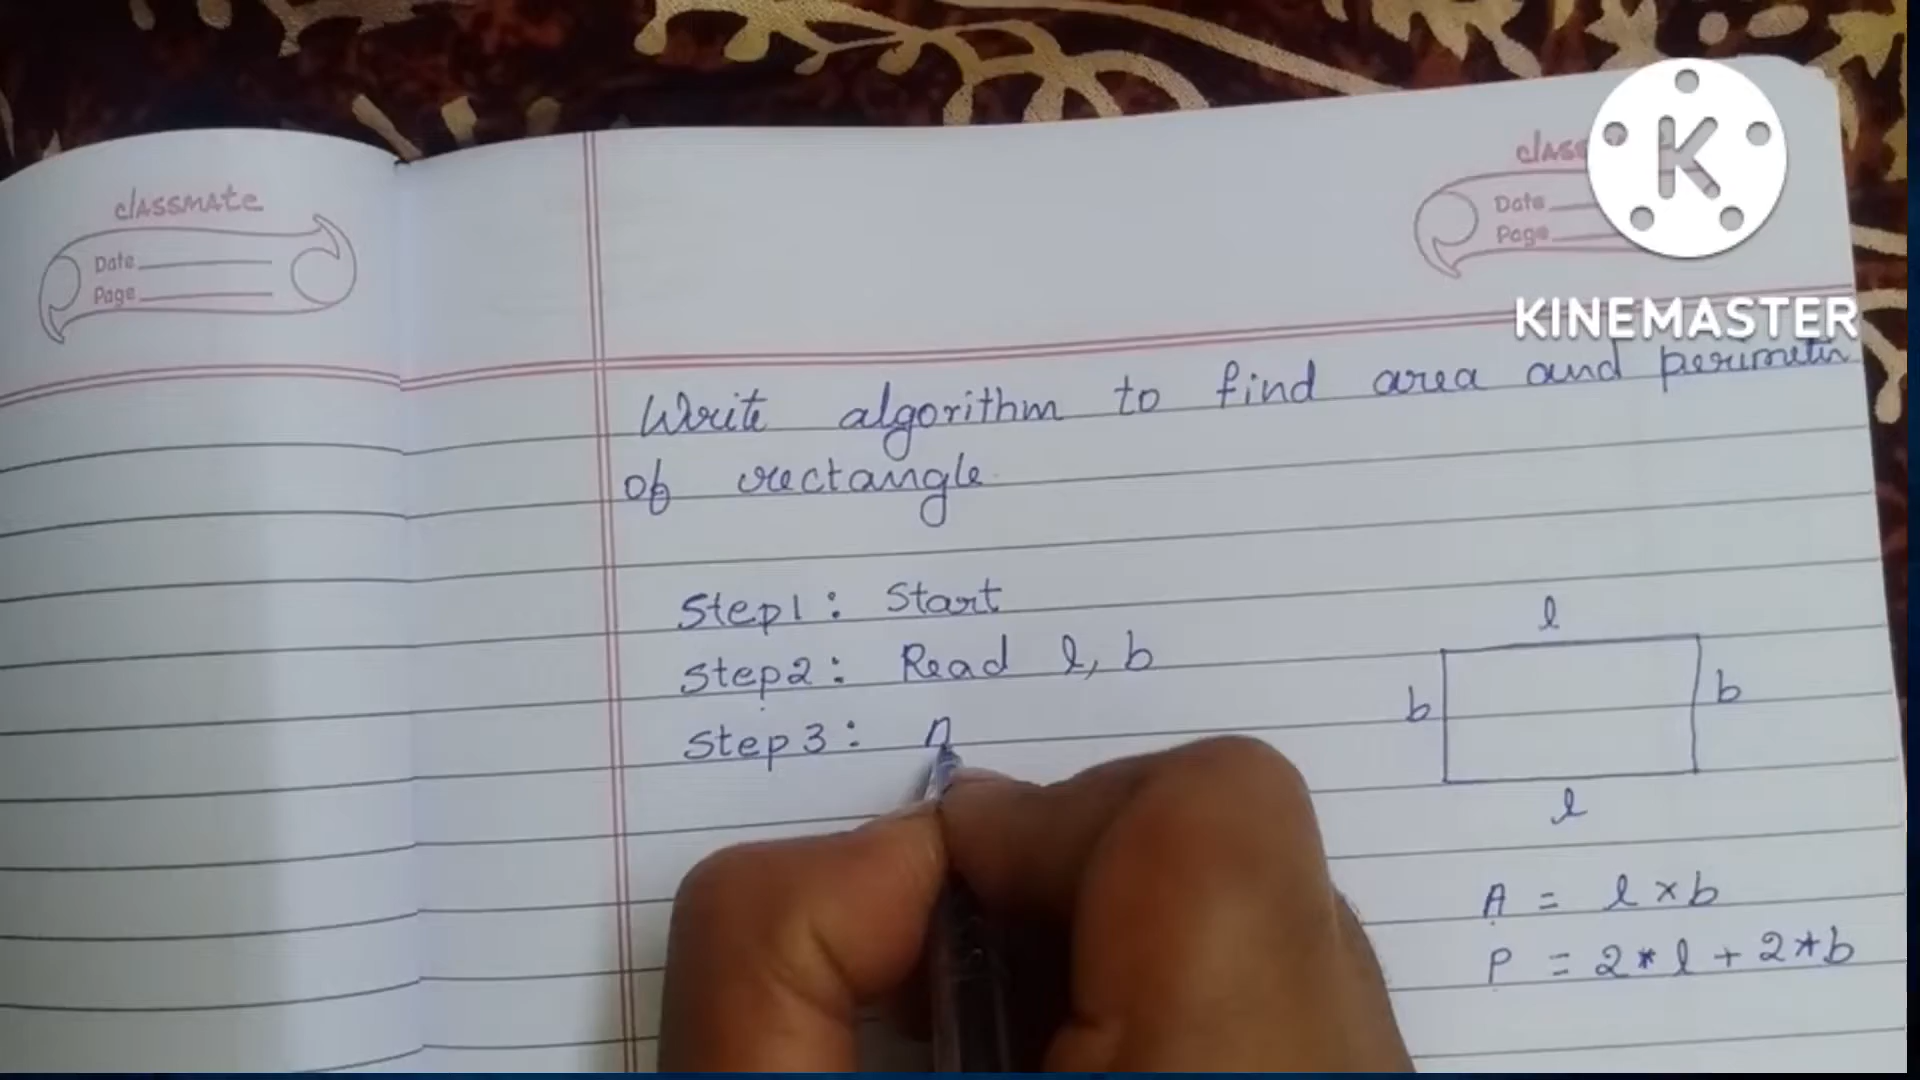 classmate
Date
Page
Date
Page
KINEMASTER
Write algorithm to find area and perimeter
of rectangle
Step1: Start
Step2: Read l, b
Step3: A
l
b
b
l
A = l × b
P = 2 * l + 2 * b